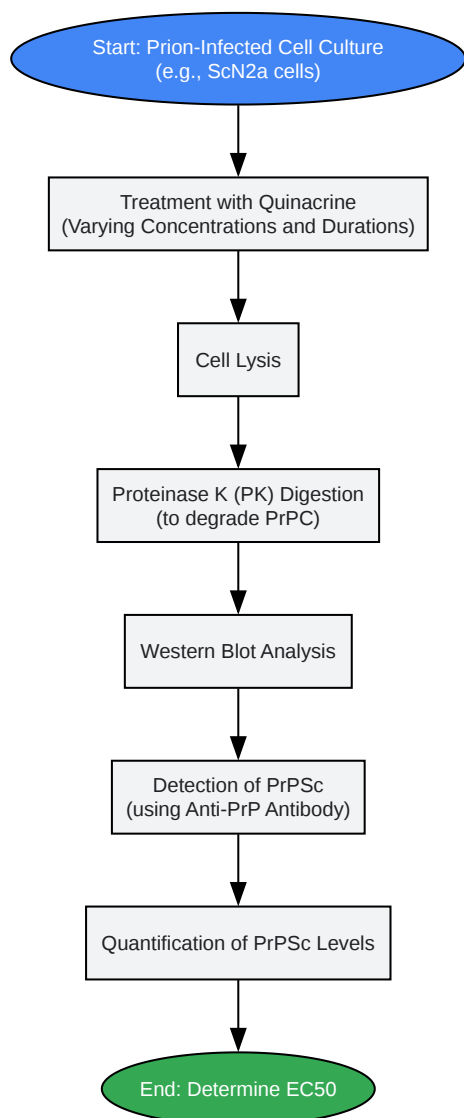 Start: Prion-Infected Cell Culture
(e.g., ScN2a cells)
Treatment with Quinacrine
(Varying Concentrations and Durations)
Cell Lysis
Proteinase K (PK) Digestion
(to degrade PrPC)
Western Blot Analysis
Detection of PrPSc
(using Anti-PrP Antibody)
Quantification of PrPSc Levels
End: Determine EC50